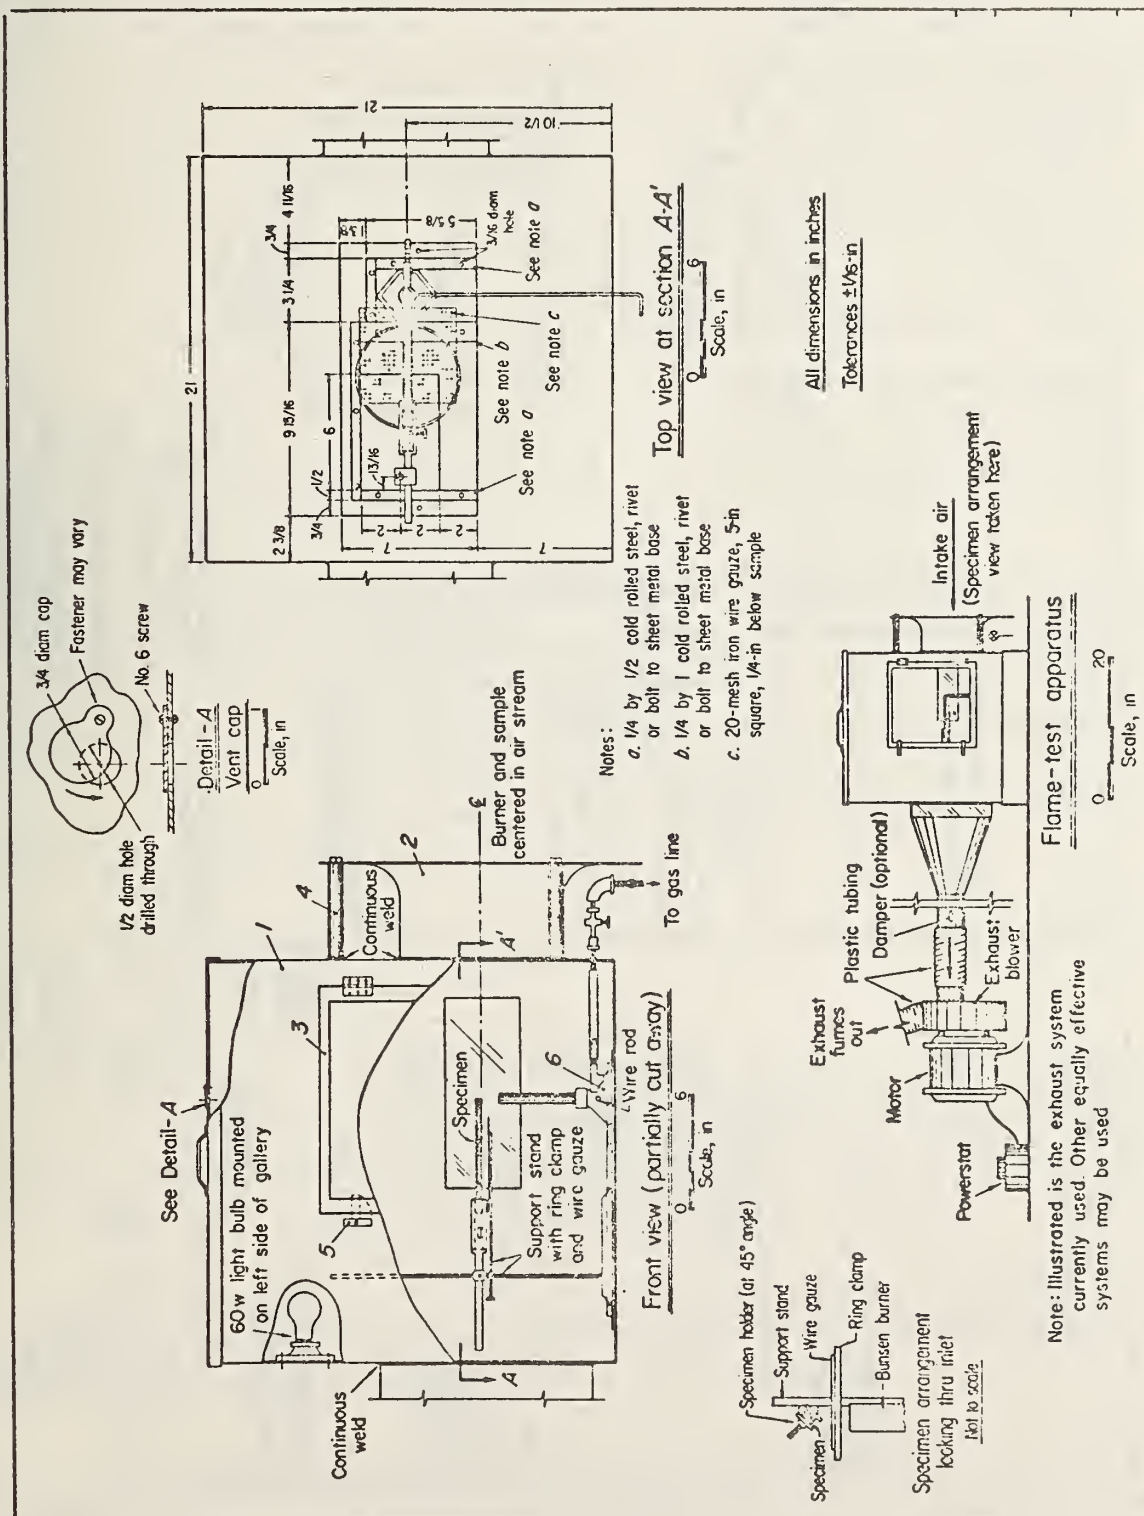 1/2 diam hole
drilled through
3/4 diam cap
Fastener may vary
No. 6 screw
Detail-A
Vent cap
0 1
Scale, in
See Detail-A
60w light bulb mounted
on left side of gallery
Continuous
weld
1
2
3
4
5
6
Continuous
weld
A
A'
Specimen
Support stand
with ring clamp
and wire gauze
Wire rod
℄
Burner and sample
centered in air stream
To gas line
Front view (partially cut away)
0 6
Scale, in
21
2 3/8
9 15/16
3 1/4
3/4
4 11/16
3/4
1/2
6
13/16
2
2
2
7
7
1 3/8
5 5/8
21
10 1/2
3/16 diam
hole
See note a
See note b
See note c
See note a
Top view at section A-A'
0 6
Scale, in
Notes:
a. 1/4 by 1/2 cold rolled steel, rivet
or bolt to sheet metal base
b. 1/4 by 1 cold rolled steel, rivet
or bolt to sheet metal base
c. 20-mesh iron wire gauze, 5-in
square, 1/4-in below sample
All dimensions in inches
Tolerances ±1/16-in
Specimen holder (at 45° angle)
Support stand
Wire gauze
Ring clamp
Bunsen burner
Specimen
Specimen arrangement
looking thru inlet
Not to scale
Powerstat
Motor
Exhaust
fumes
out
Plastic tubing
Damper (optional)
Exhaust
blower
Intake air
(Specimen arrangement
view taken here)
Flame-test apparatus
0 20
Scale, in
Note: Illustrated is the exhaust system
currently used. Other equally effective
systems may be used